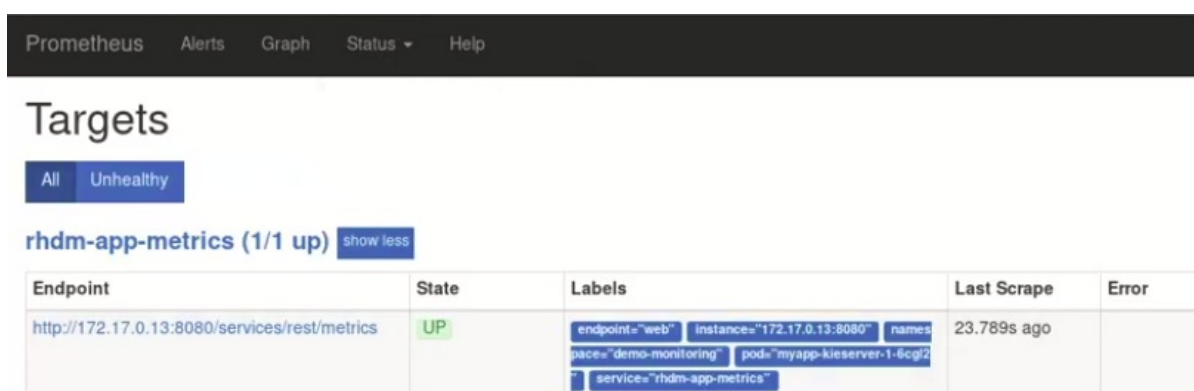 Prometheus Alerts Graph Status Help
Targets
All Unhealthy
rhdm-app-metrics (1/1 up) show less
Endpoint State Labels Last Scrape Error
http://172.17.0.13:8080/services/rest/metrics UP endpoint="web" instance="172.17.0.13:8080" names 23.789s ago
pace="demo-monitoring" pod="myapp-kieserver-1-6cgl2
" service="rhdm-app-metrics"